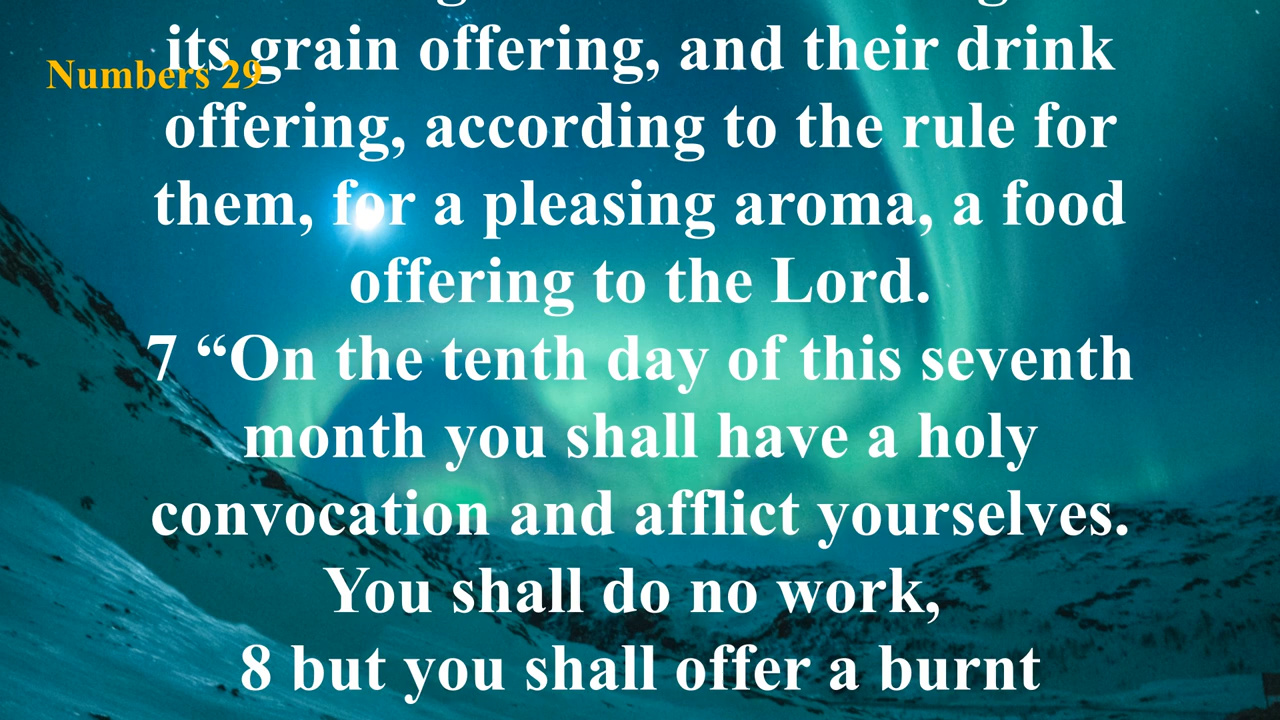 its grain offering, and their drink
Numbers 29
offering, according to the rule for
them, for a pleasing aroma, a food
offering to the Lord.
7 “On the tenth day of this seventh
month you shall have a holy
convocation and afflict yourselves.
You shall do no work,
8 but you shall offer a burnt